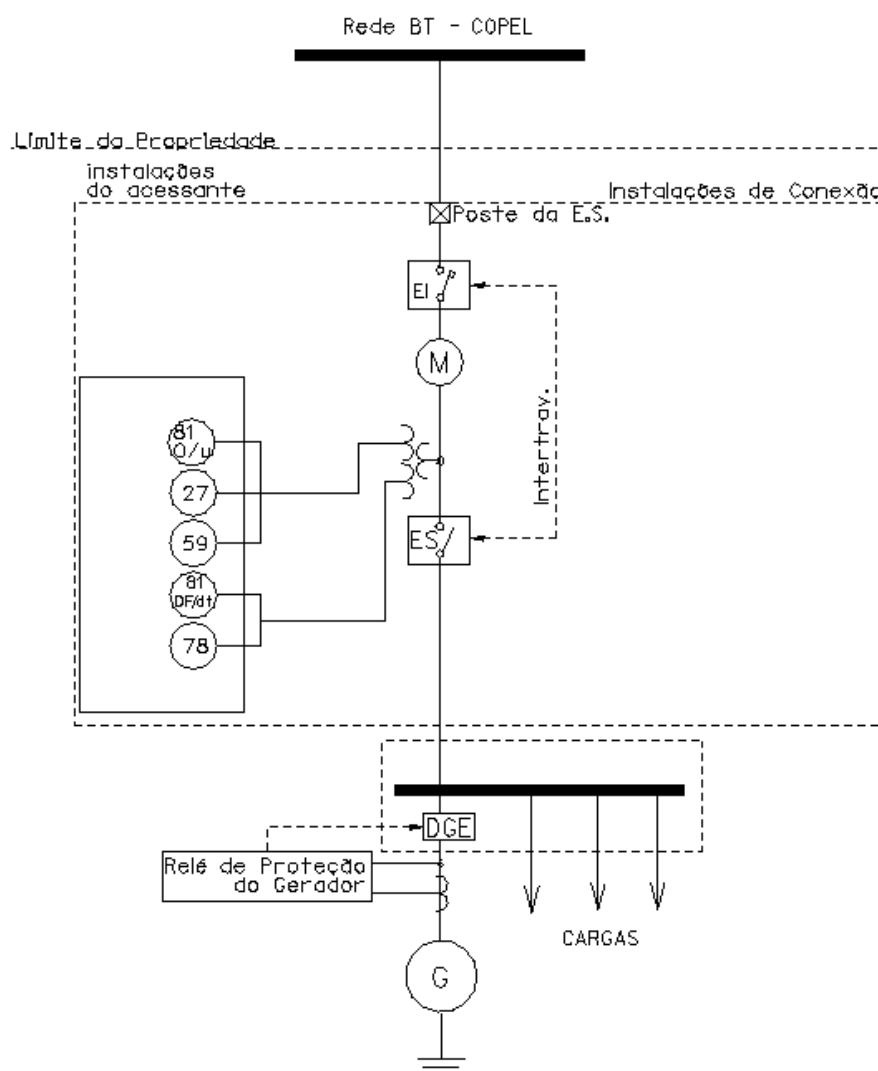 Rede BT - COPEL
Limite da Propriedade
instalações
do acessante
Instalações de Conexão
Poste da E.S.
EI
M
Intertrav.
81
O/u
27
59
ES
81
DF/dt
78
DGE
Relé de Proteção
do Gerador
CARGAS
G